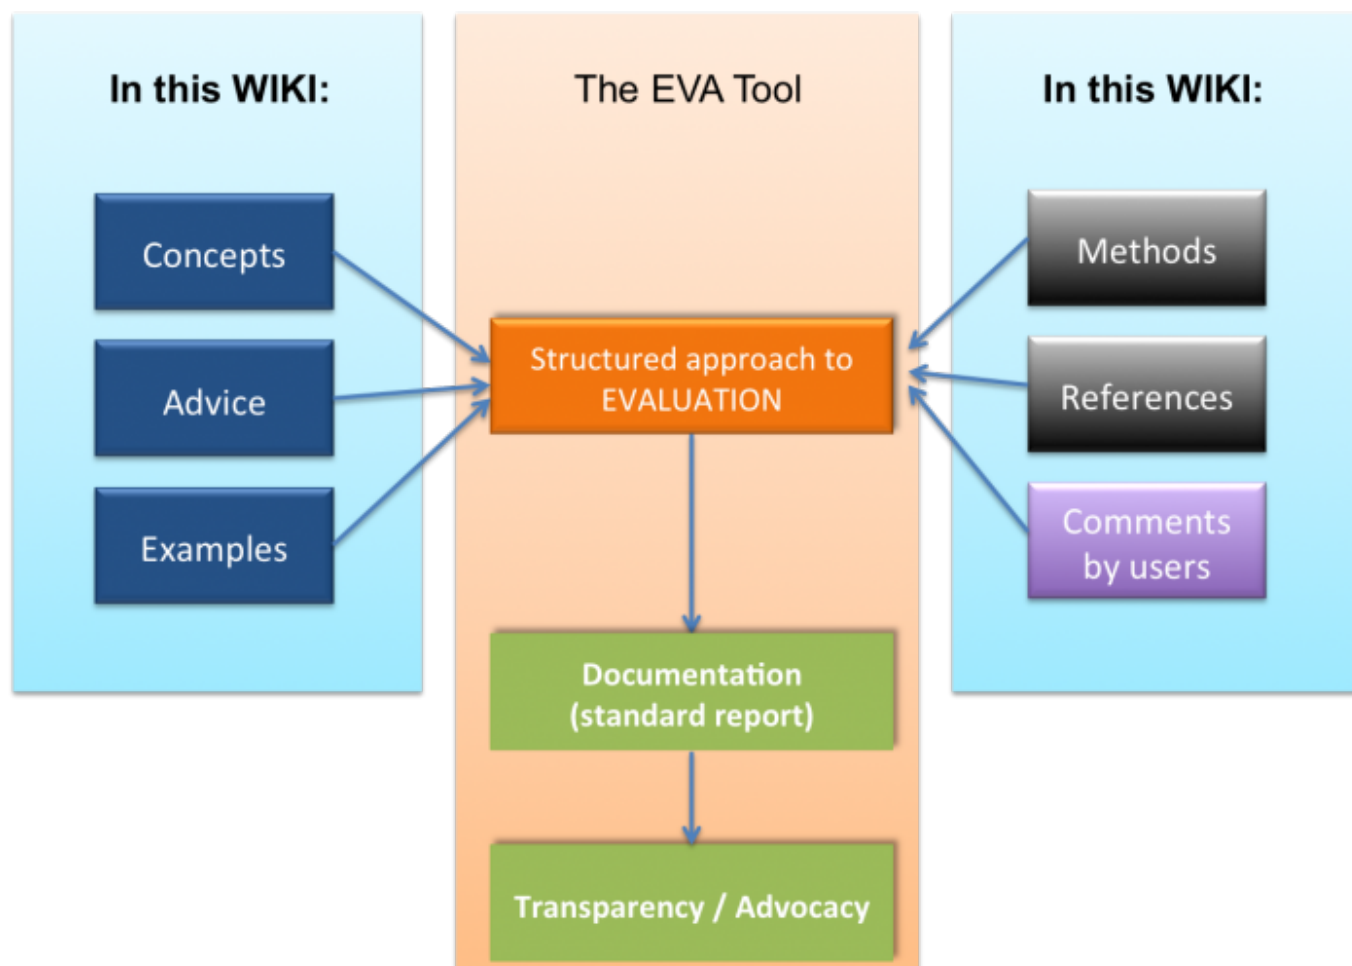 In this WIKI:
Concepts
Advice
Examples
The EVA Tool
Structured approach to
EVALUATION
Documentation
(standard report)
Transparency / Advocacy
In this WIKI:
Methods
References
Comments
by users